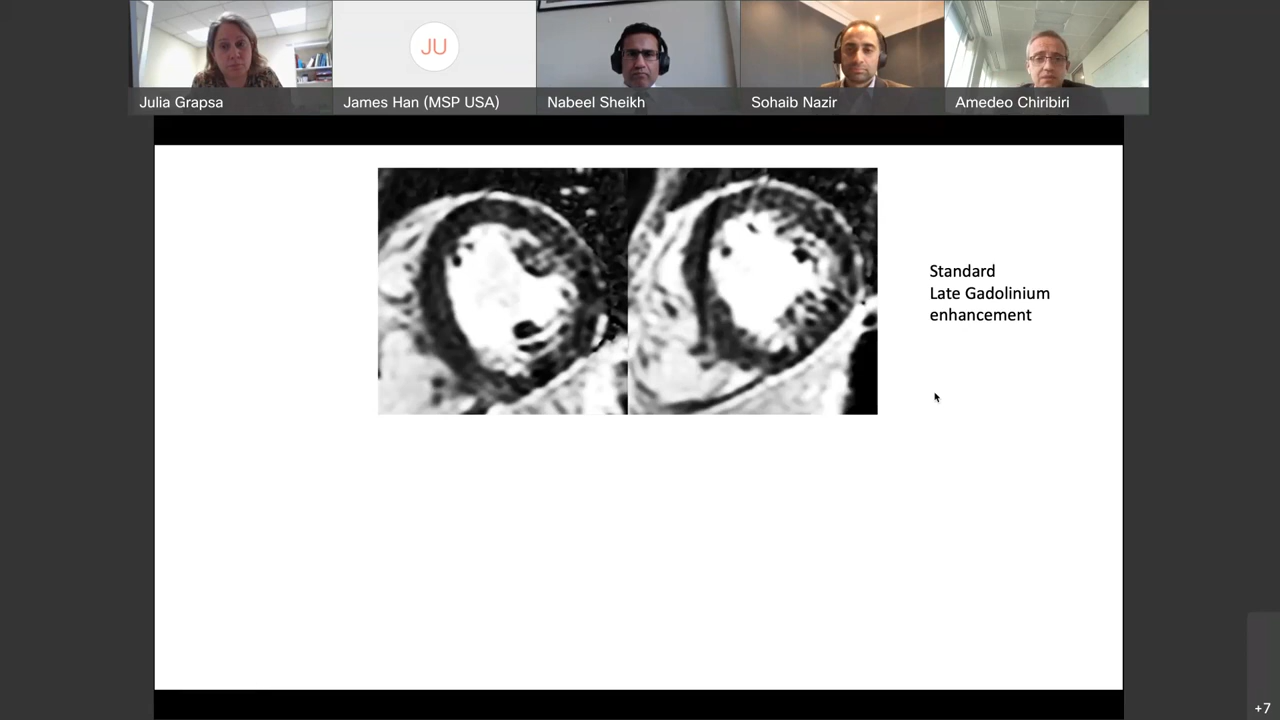 JU
Julia Grapsa
James Han (MSP USA)
Nabeel Sheikh
Sohaib Nazir
Amedeo Chiribiri
Standard
Late Gadolinium
enhancement
+7